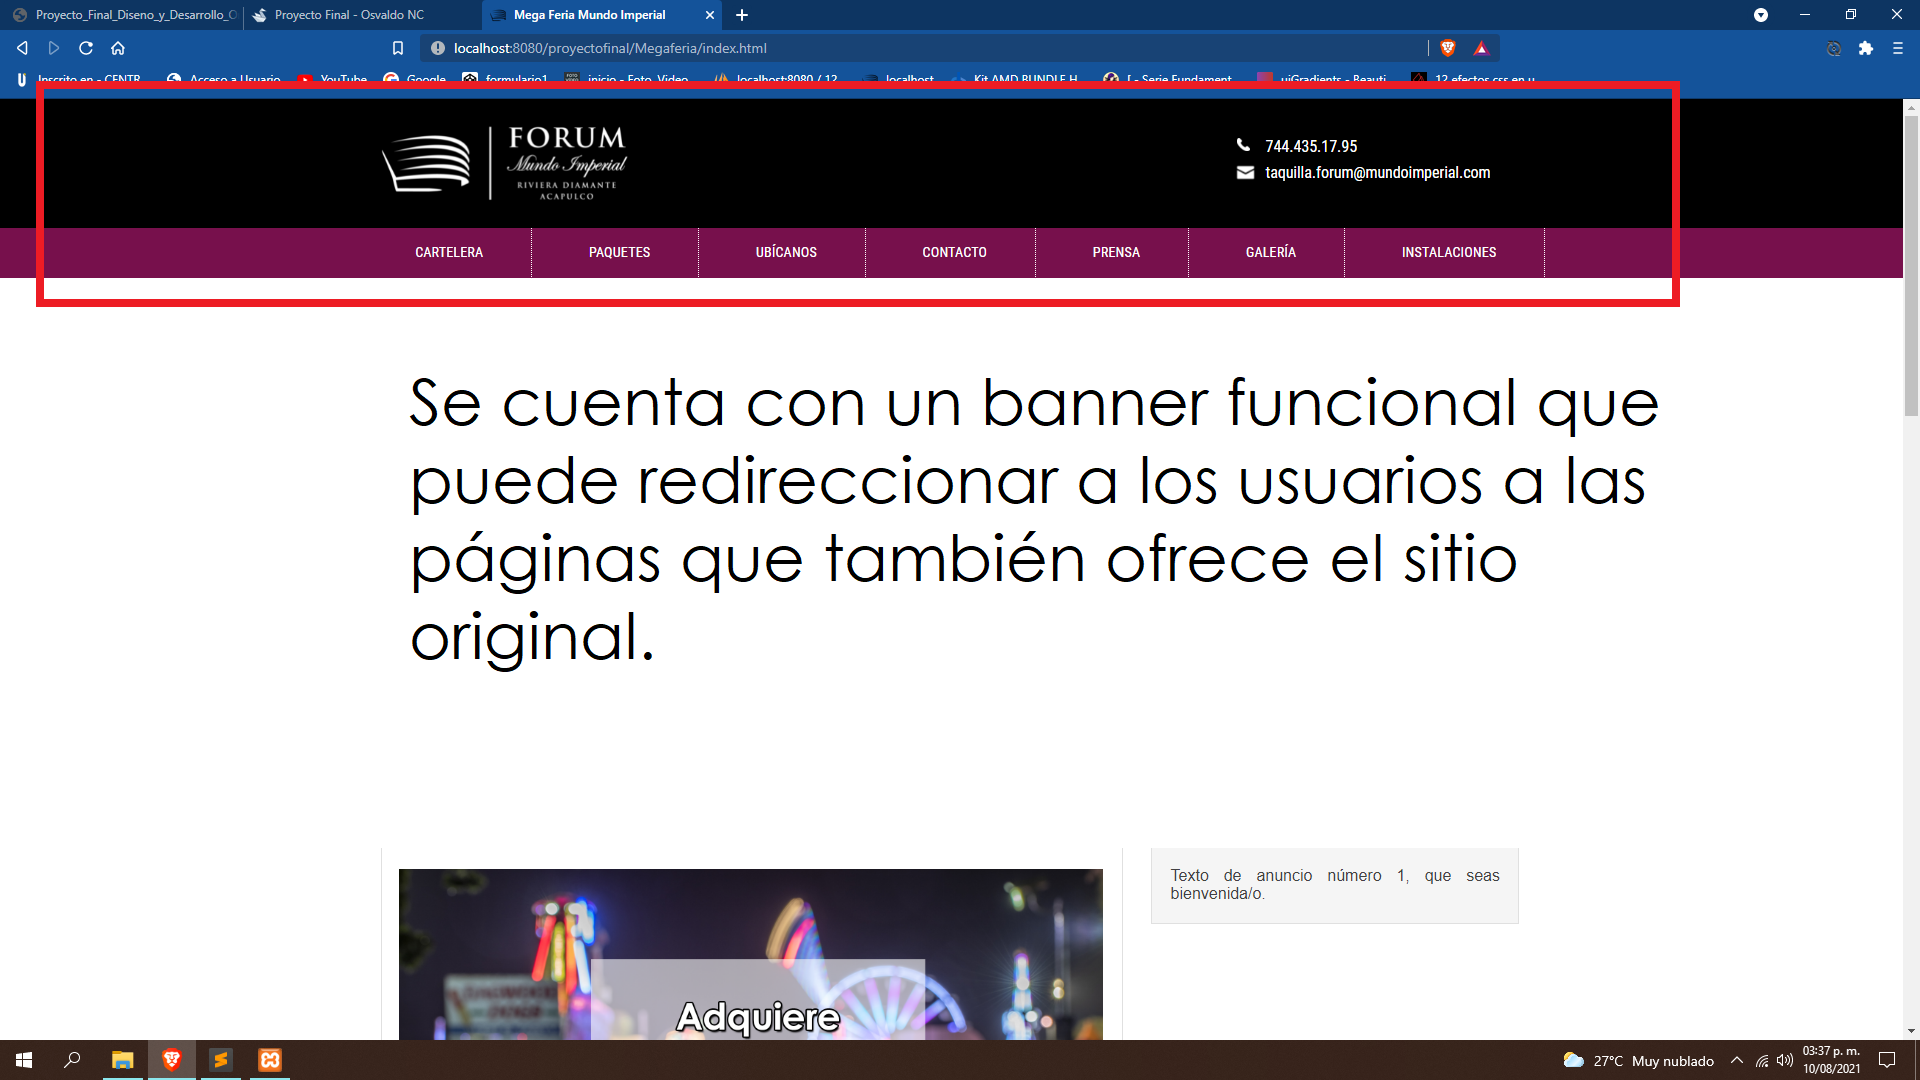 Proyecto_Final_Diseno_y_Desarrollo_O
Proyecto Final - Osvaldo NC
Mega Feria Mundo Imperial
localhost:8080/proyectofinal/Megaferia/index.html
Inscrito en - CENTR
Acceso a Usuario
YouTube
Google
formulario1
inicio - Foto_Video
localhost:8080 / 12
localhost
Kit AMD BUNDLE H
[ - Serie Fundament
uiGradients - Beauti
12 efectos css en u
FORUM
Mundo Imperial
RIVIERA DIAMANTE
ACAPULCO
744.435.17.95
taquilla.forum@mundoimperial.com
CARTELERA
PAQUETES
UBÍCANOS
CONTACTO
PRENSA
GALERÍA
INSTALACIONES
Se cuenta con un banner funcional que
puede redireccionar a los usuarios a las
páginas que también ofrece el sitio
original.
Texto de anuncio número 1, que seas
bienvenida/o.
Adquiere
27°C Muy nublado
03:37 p. m.
10/08/2021